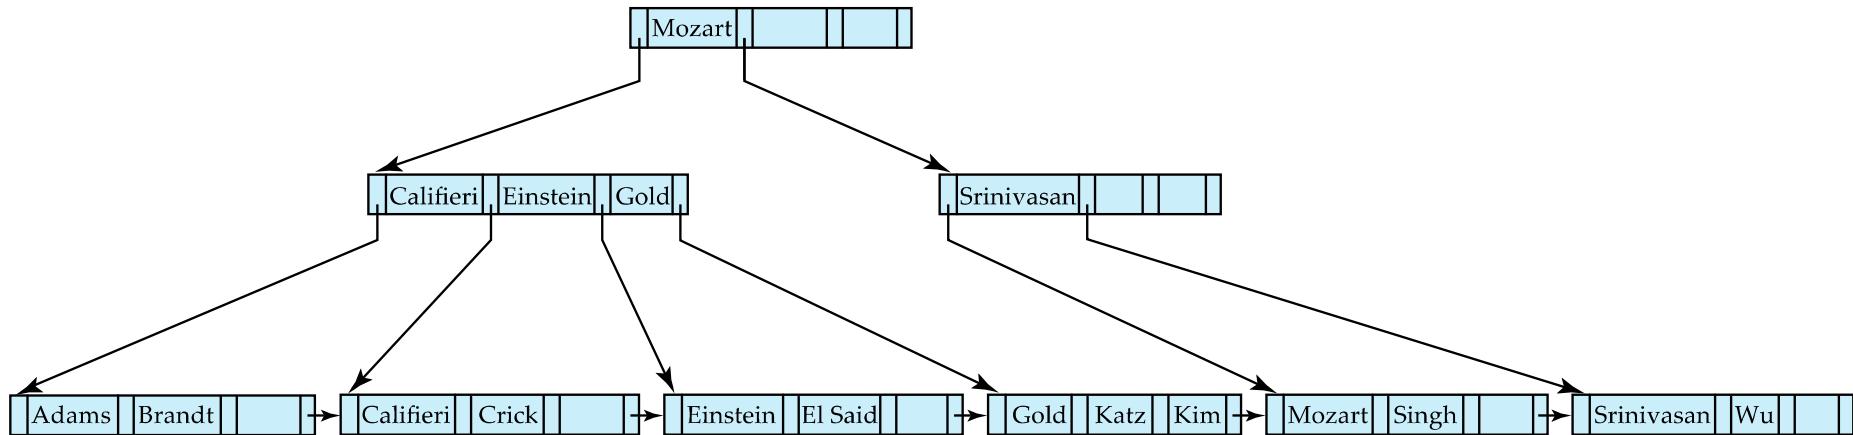 Mozart
Califieri Einstein Gold Srinivasan
Adams Brandt Califieri Crick Einstein El Said Gold Katz Kim Mozart Singh Srinivasan Wu